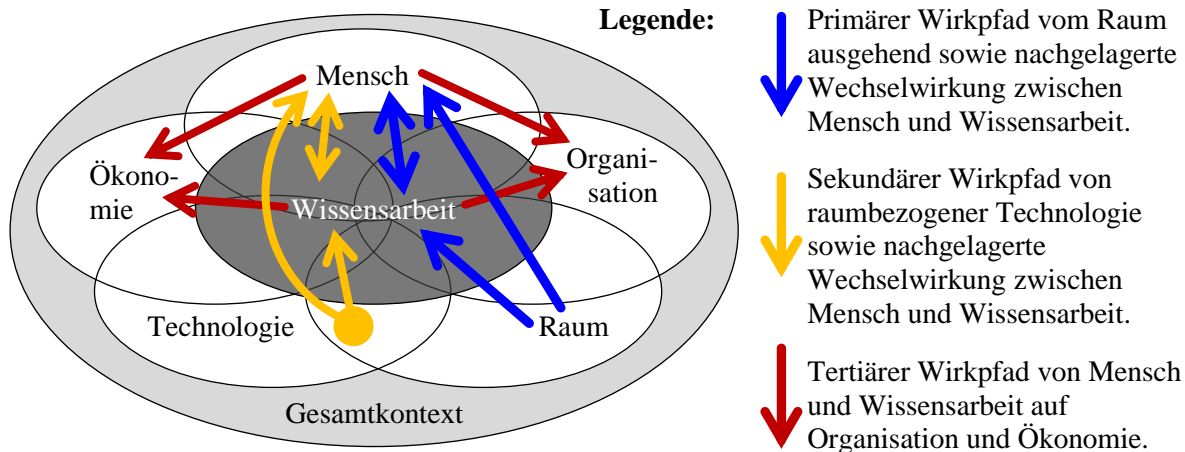 Mensch
Ökono-
mie
Organi-
sation
Wissensarbeit
Technologie
Raum
Gesamtkontext
Legende:
Primärer Wirkpfad vom Raum
ausgehend sowie nachgelagerte
Wechselwirkung zwischen
Mensch und Wissensarbeit.
Sekundärer Wirkpfad von
raumbezogener Technologie
sowie nachgelagerte
Wechselwirkung zwischen
Mensch und Wissensarbeit.
Tertiärer Wirkpfad von Mensch
und Wissensarbeit auf
Organisation und Ökonomie.